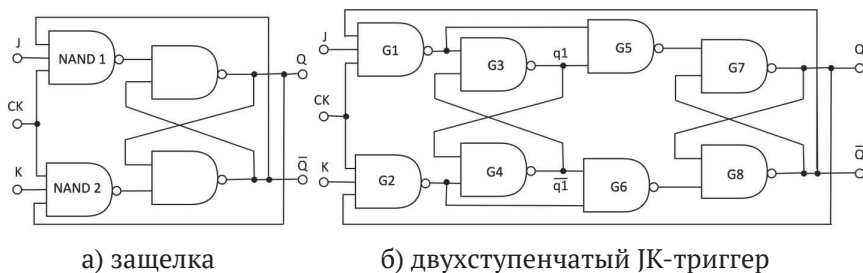 J
NAND 1
Q
CK
K
NAND 2
Q̅
а) защелка
J
G1
G3
q1
G5
G7
Q
CK
K
G2
G4
q1̅
G6
G8
Q̅
б) двухступенчатый JK-триггер